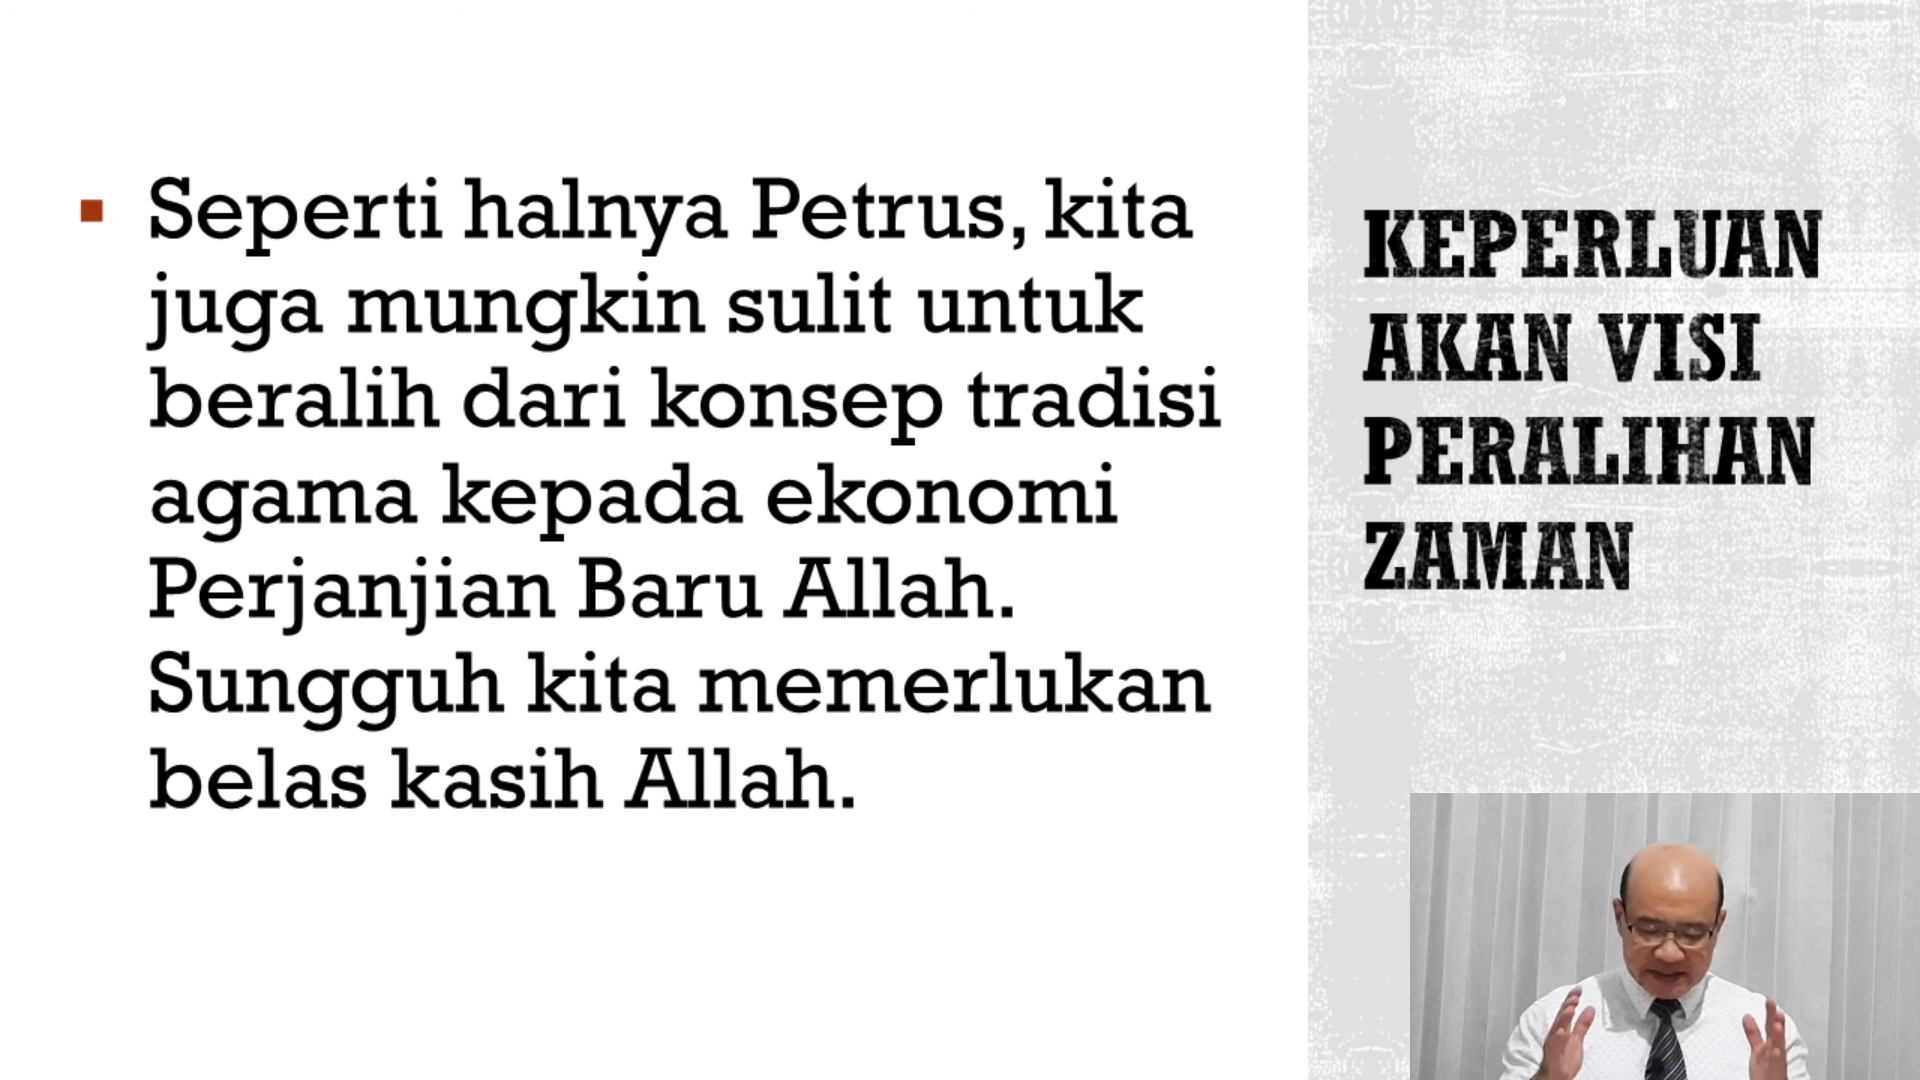 Seperti halnya Petrus, kita
juga mungkin sulit untuk
beralih dari konsep tradisi
agama kepada ekonomi
Perjanjian Baru Allah.
Sungguh kita memerlukan
belas kasih Allah.
KEPERLUAN
AKAN VISI
PERALIHAN
ZAMAN